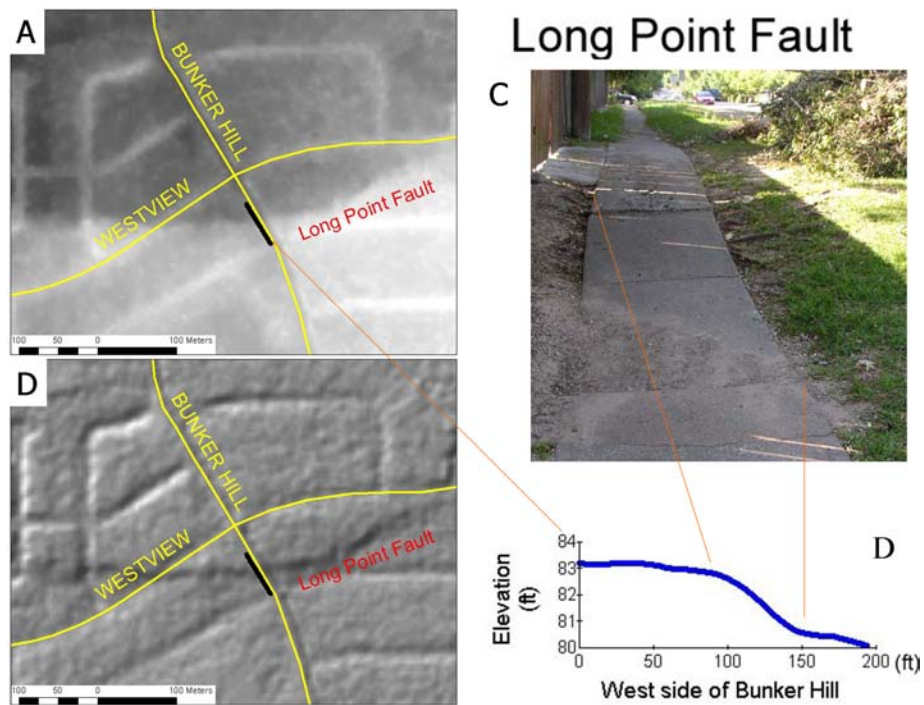 Long Point Fault
A
BUNKER HILL
WESTVIEW
Long Point Fault
100 50 0 100 Meters
C
D
BUNKER HILL
WESTVIEW
Long Point Fault
100 50 0 100 Meters
D
Elevation
(ft)
84
83
82
81
80
0 50 100 150 200 (ft)
West side of Bunker Hill